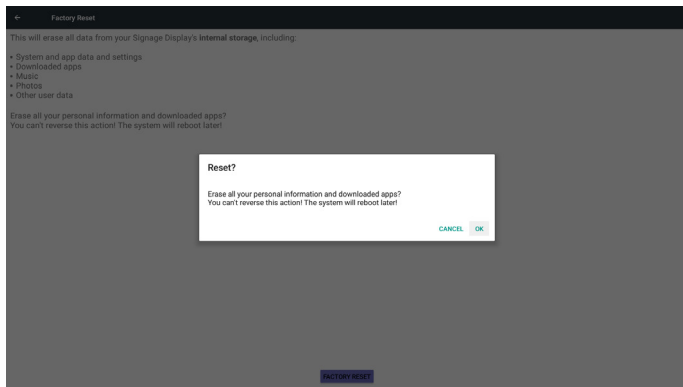 ← Factory Reset
This will erase all data from your Signage Display's internal storage, including:
• System and app data and settings
• Downloaded apps
• Music
• Photos
• Other user data
Erase all your personal information and downloaded apps?
You can't reverse this action! The system will reboot later!
Reset?
Erase all your personal information and downloaded apps?
You can't reverse this action! The system will reboot later!
CANCEL OK
FACTORY RESET